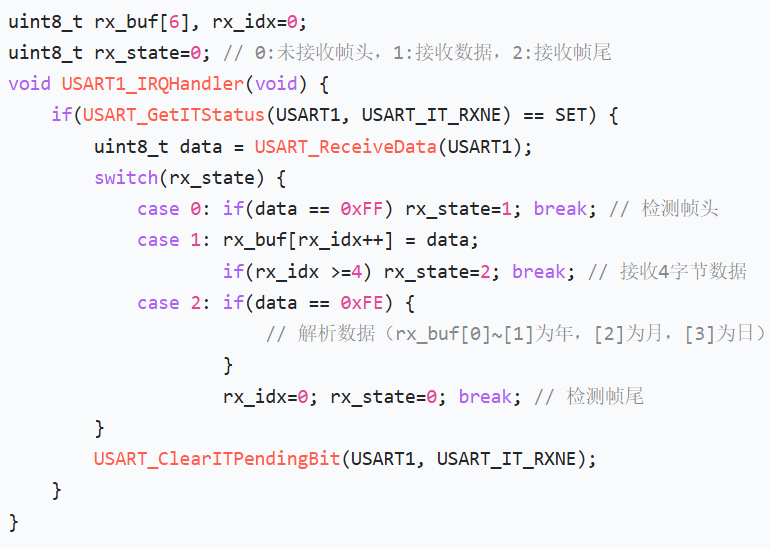 uint8_t rx_buf[6], rx_idx=0;
uint8_t rx_state=0; // 0:未接收帧头，1:接收数据，2:接收帧尾
void USART1_IRQHandler(void) {
    if(USART_GetITStatus(USART1, USART_IT_RXNE) == SET) {
        uint8_t data = USART_ReceiveData(USART1);
        switch(rx_state) {
            case 0: if(data == 0xFF) rx_state=1; break; // 检测帧头
            case 1: rx_buf[rx_idx++] = data;
                    if(rx_idx >=4) rx_state=2; break; // 接收4字节数据
            case 2: if(data == 0xFE) {
                        // 解析数据（rx_buf[0]~[1]为年，[2]为月，[3]为日）
                    }
                    rx_idx=0; rx_state=0; break; // 检测帧尾
        }
        USART_ClearITPendingBit(USART1, USART_IT_RXNE);
    }
}